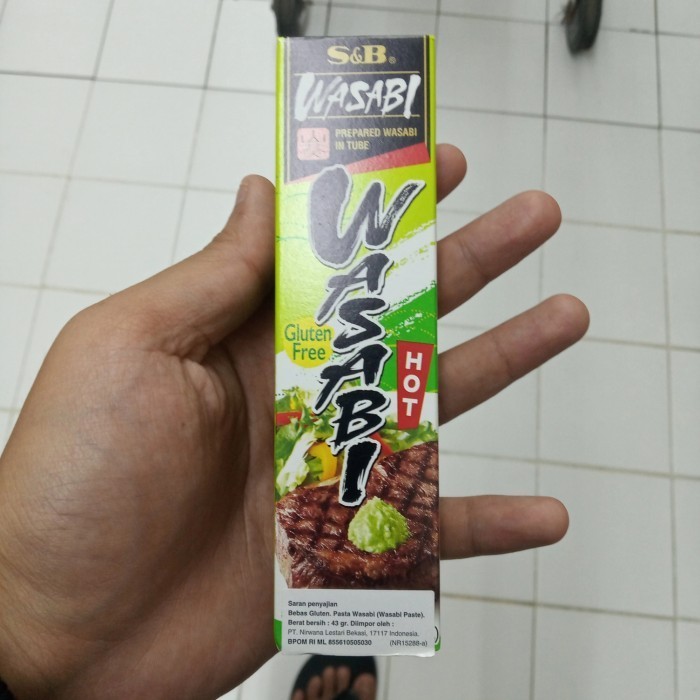 S&B®
WASABI
PREPARED WASABI
IN TUBE
WASABI
Gluten
Free
HOT
Saran penyajian
Bebas Gluten. Pasta Wasabi (Wasabi Paste).
Berat bersih : 43 gr. Diimpor oleh :
PT. Nirwana Lestari Bekasi, 17117 Indonesia.
BPOM RI ML 855610505030 (NR15288-a)